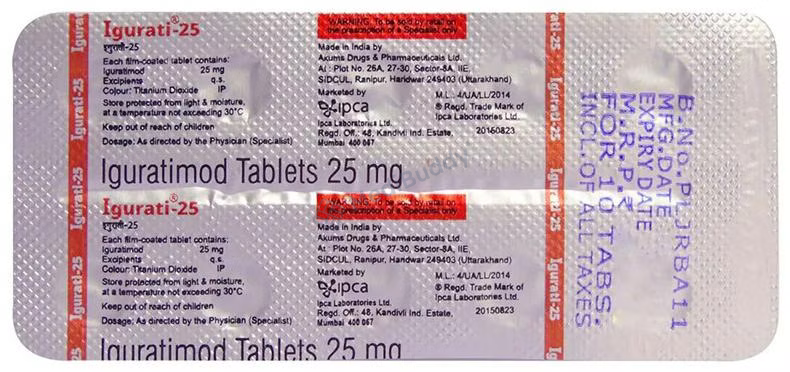 Igurati-25
Igurati-25
Igurati®-25
इगुराती-25
Each film-coated tablet contains:
Iguratimod 25 mg
Excipients q.s.
Colour: Titanium Dioxide IP
Store protected from light & moisture,
at a temperature not exceeding 30°C
Keep out of reach of children
Dosage: As directed by the Physician (Specialist)
WARNING: To be sold by retail on
the prescription of a Specialist only
Made in India by
Akums Drugs & Pharmaceuticals Ltd.
At : Plot No. 26A, 27-30, Sector-8A, IIE,
SIDCUL, Ranipur, Haridwar 249403 (Uttarakhand)
Marketed by
ipca
Ipca Laboratories Ltd.
Regd. Off.: 48, Kandivli Ind. Estate,
Mumbai 400 067
M.L.: 4/UA/LL/2014
® Regd. Trade Mark of
Ipca Laboratories Ltd.
20150823
Iguratimod Tablets 25 mg
Igurati-25
Igurati®-25
इगुराती-25
Each film-coated tablet contains:
Iguratimod 25 mg
Excipients q.s.
Colour: Titanium Dioxide IP
Store protected from light & moisture,
at a temperature not exceeding 30°C
Keep out of reach of children
Dosage: As directed by the Physician (Specialist)
WARNING: To be sold by retail on
the prescription of a Specialist only
Made in India by
Akums Drugs & Pharmaceuticals Ltd.
At : Plot No. 26A, 27-30, Sector-8A, IIE,
SIDCUL, Ranipur, Haridwar 249403 (Uttarakhand)
Marketed by
ipca
Ipca Laboratories Ltd.
Regd. Off.: 48, Kandivli Ind. Estate,
Mumbai 400 067
M.L.: 4/UA/LL/2014
® Regd. Trade Mark of
Ipca Laboratories Ltd.
20150823
Iguratimod Tablets 25 mg
rati-25
Igurati-25
Igurati-25
Igurati-25
B.No.PLJRBA11
MFG.DATE
EXPIRY DATE
M.R.P.₹
FOR 10 TABS.
INCL.OF ALL TAXES